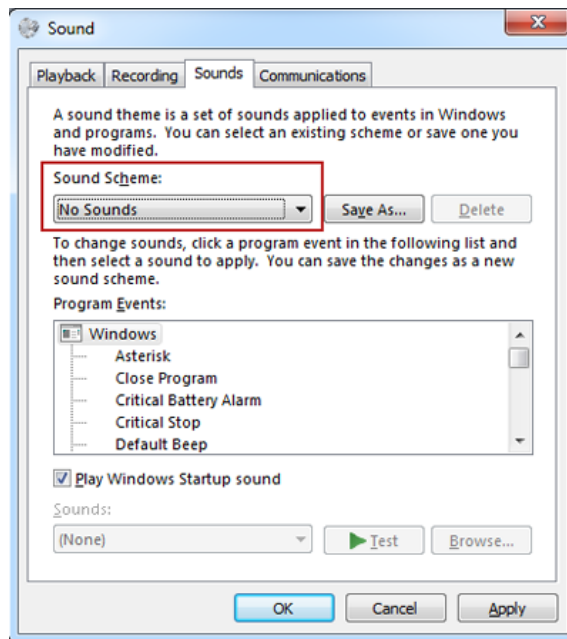 Sound
Playback Recording Sounds Communications
A sound theme is a set of sounds applied to events in Windows
and programs. You can select an existing scheme or save one you
have modified.
Sound Scheme:
No Sounds Save As... Delete
To change sounds, click a program event in the following list and
then select a sound to apply. You can save the changes as a new
sound scheme.
Program Events:
Windows
Asterisk
Close Program
Critical Battery Alarm
Critical Stop
Default Beep
Play Windows Startup sound
Sounds:
(None) Test Browse...
OK Cancel Apply